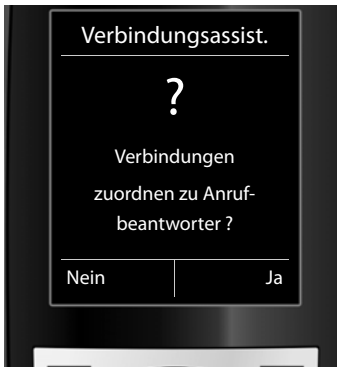 Verbindungsassist.
?
Verbindungen
zuordnen zu Anruf-
beantworter ?
Nein Ja